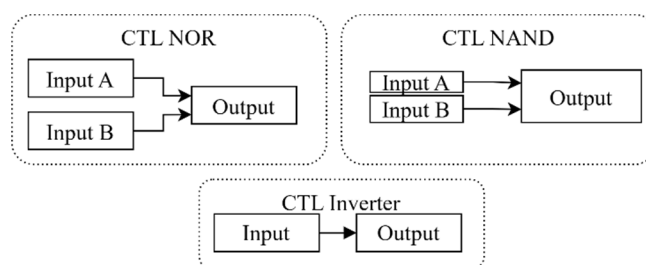 CTL NOR
Input A
Input B
Output
CTL NAND
Input A
Input B
Output
CTL Inverter
Input
Output